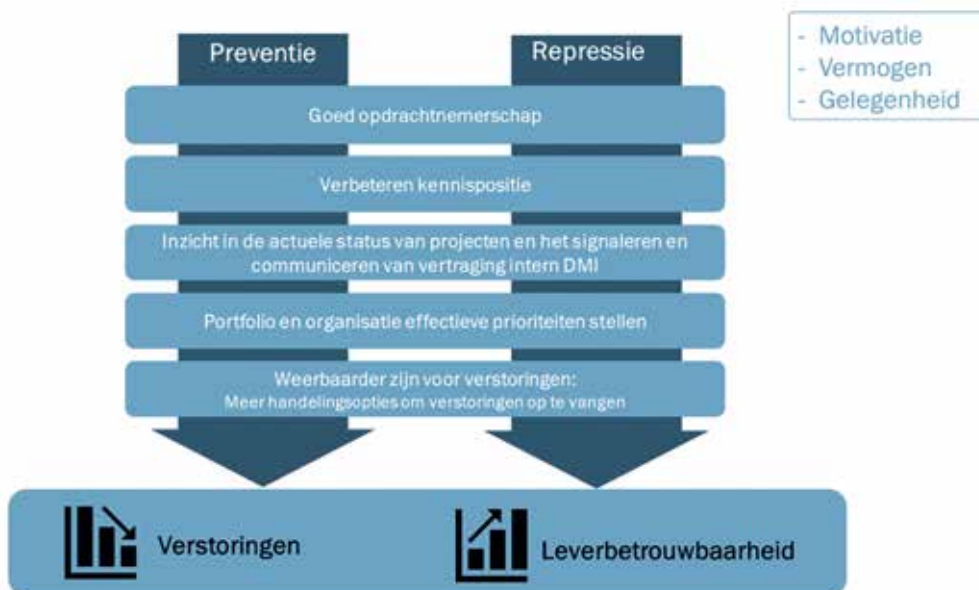 Preventie
Repressie
- Motivatie
- Vermogen
- Gelegenheid
Goed opdrachtnemerschap
Verbeteren kennispositie
Inzicht in de actuele status van projecten en het signaleren en
communiceren van vertraging intern DMI
Portfolio en organisatie effectieve prioriteiten stellen
Weerbaarder zijn voor verstoringen:
Meer handelingsopties om verstoringen op te vangen
Verstoringen
Leverbetrouwbaarheid